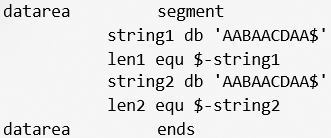 datarea segment
string1 db 'AABAACDAA$'
len1 equ $-string1
string2 db 'AABAACDAA$'
len2 equ $-string2
datarea ends